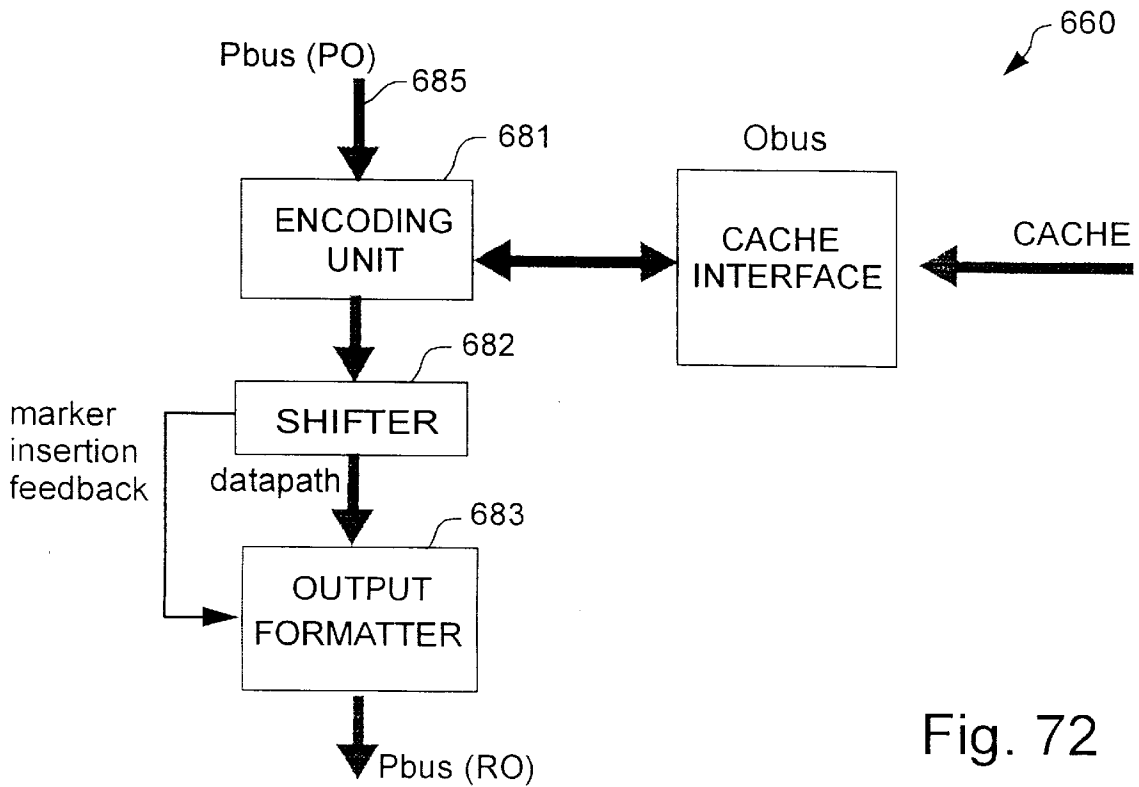 660
Pbus (PO)
685
681
Obus
ENCODING
UNIT
CACHE
INTERFACE
CACHE
682
marker
insertion
feedback
SHIFTER
datapath
683
OUTPUT
FORMATTER
Fig. 72
Pbus (RO)